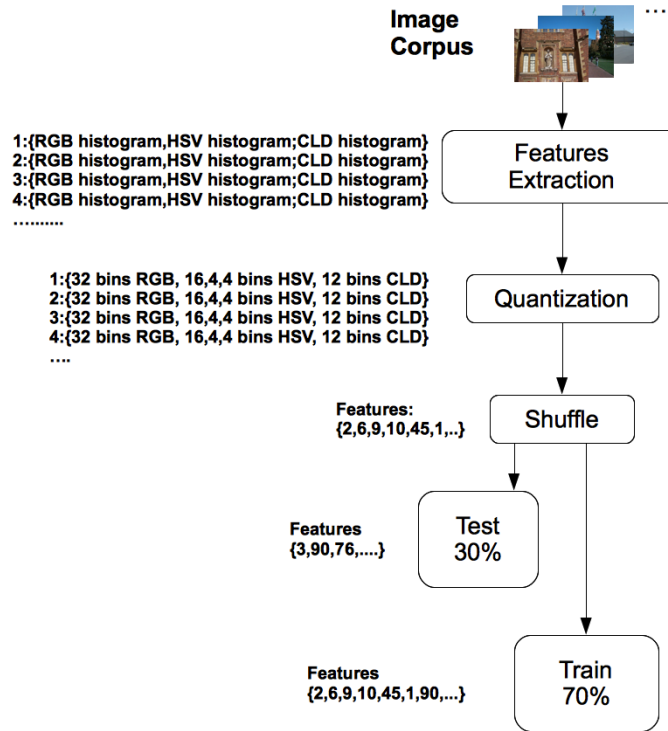 Image
Corpus
...
1:{RGB histogram,HSV histogram;CLD histogram}
2:{RGB histogram,HSV histogram;CLD histogram}
3:{RGB histogram,HSV histogram;CLD histogram}
4:{RGB histogram,HSV histogram;CLD histogram}
….......
Features
Extraction
1:{32 bins RGB, 16,4,4 bins HSV, 12 bins CLD}
2:{32 bins RGB, 16,4,4 bins HSV, 12 bins CLD}
3:{32 bins RGB, 16,4,4 bins HSV, 12 bins CLD}
4:{32 bins RGB, 16,4,4 bins HSV, 12 bins CLD}
….
Quantization
Features:
{2,6,9,10,45,1,..}
Shuffle
Features
{3,90,76,....}
Test
30%
Features
{2,6,9,10,45,1,90,...}
Train
70%